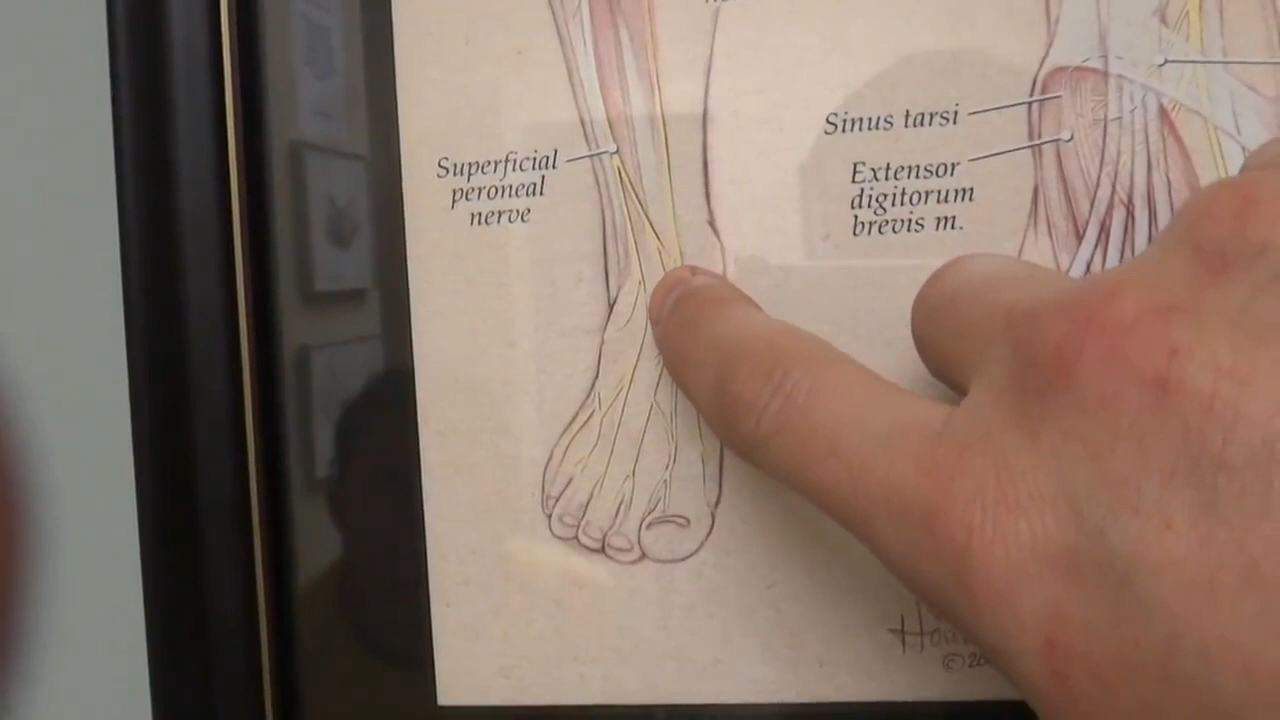 Superficial
peroneal
nerve
Sinus tarsi
Extensor
digitorum
brevis m.